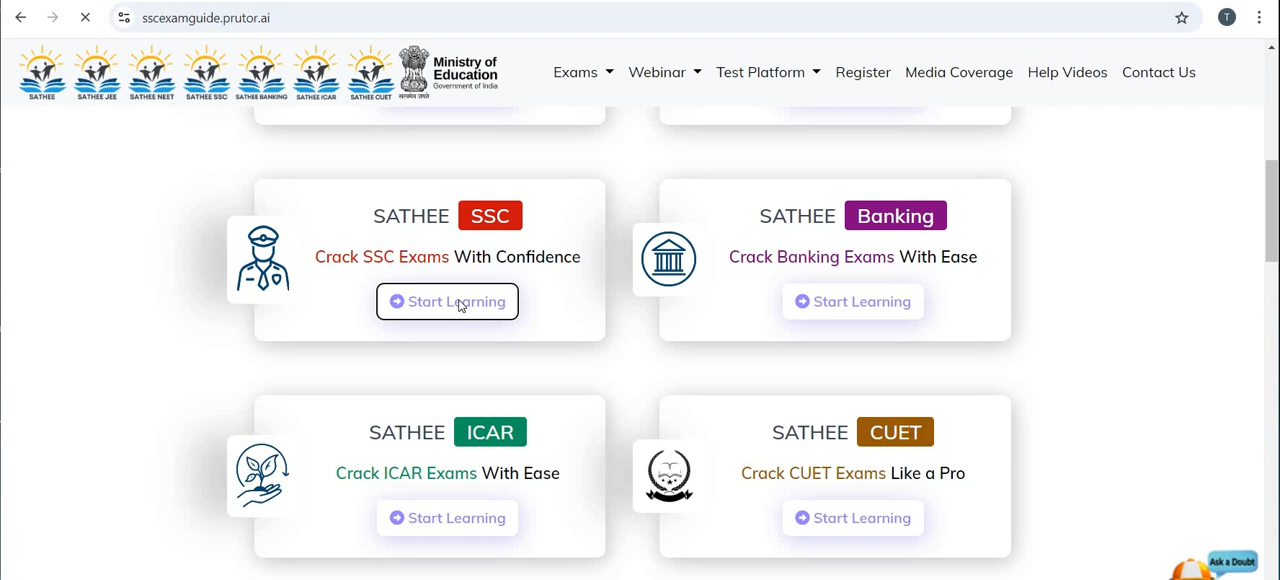 sscexamguide.prutor.ai
T
SATHEE
SATHEE JEE
SATHEE NEET
SATHEE SSC
SATHEE BANKING
SATHEE ICAR
SATHEE CUET
सत्यमेव जयते
Ministry of
Education
Government of India
Exams
Webinar
Test Platform
Register
Media Coverage
Help Videos
Contact Us
SATHEE SSC
Crack SSC Exams With Confidence
Start Learning
SATHEE Banking
Crack Banking Exams With Ease
Start Learning
SATHEE ICAR
Crack ICAR Exams With Ease
Start Learning
SATHEE CUET
Crack CUET Exams Like a Pro
Start Learning
Ask a Doubt